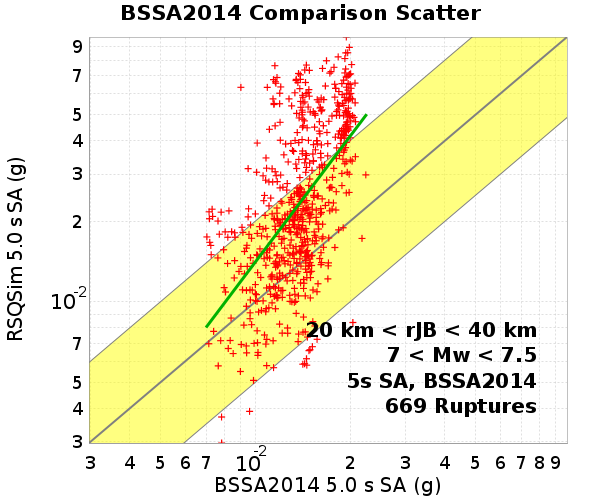 BSSA2014 Comparison Scatter
RSQSim 5.0 s SA (g)
9
7
5
4
3
2
10-2
7
5
4
3
20 km < rJB < 40 km
7 < Mw < 7.5
5s SA, BSSA2014
669 Ruptures
3 4 5 6 7 10-2 2 3 4 5 6 7 8 9
BSSA2014 5.0 s SA (g)